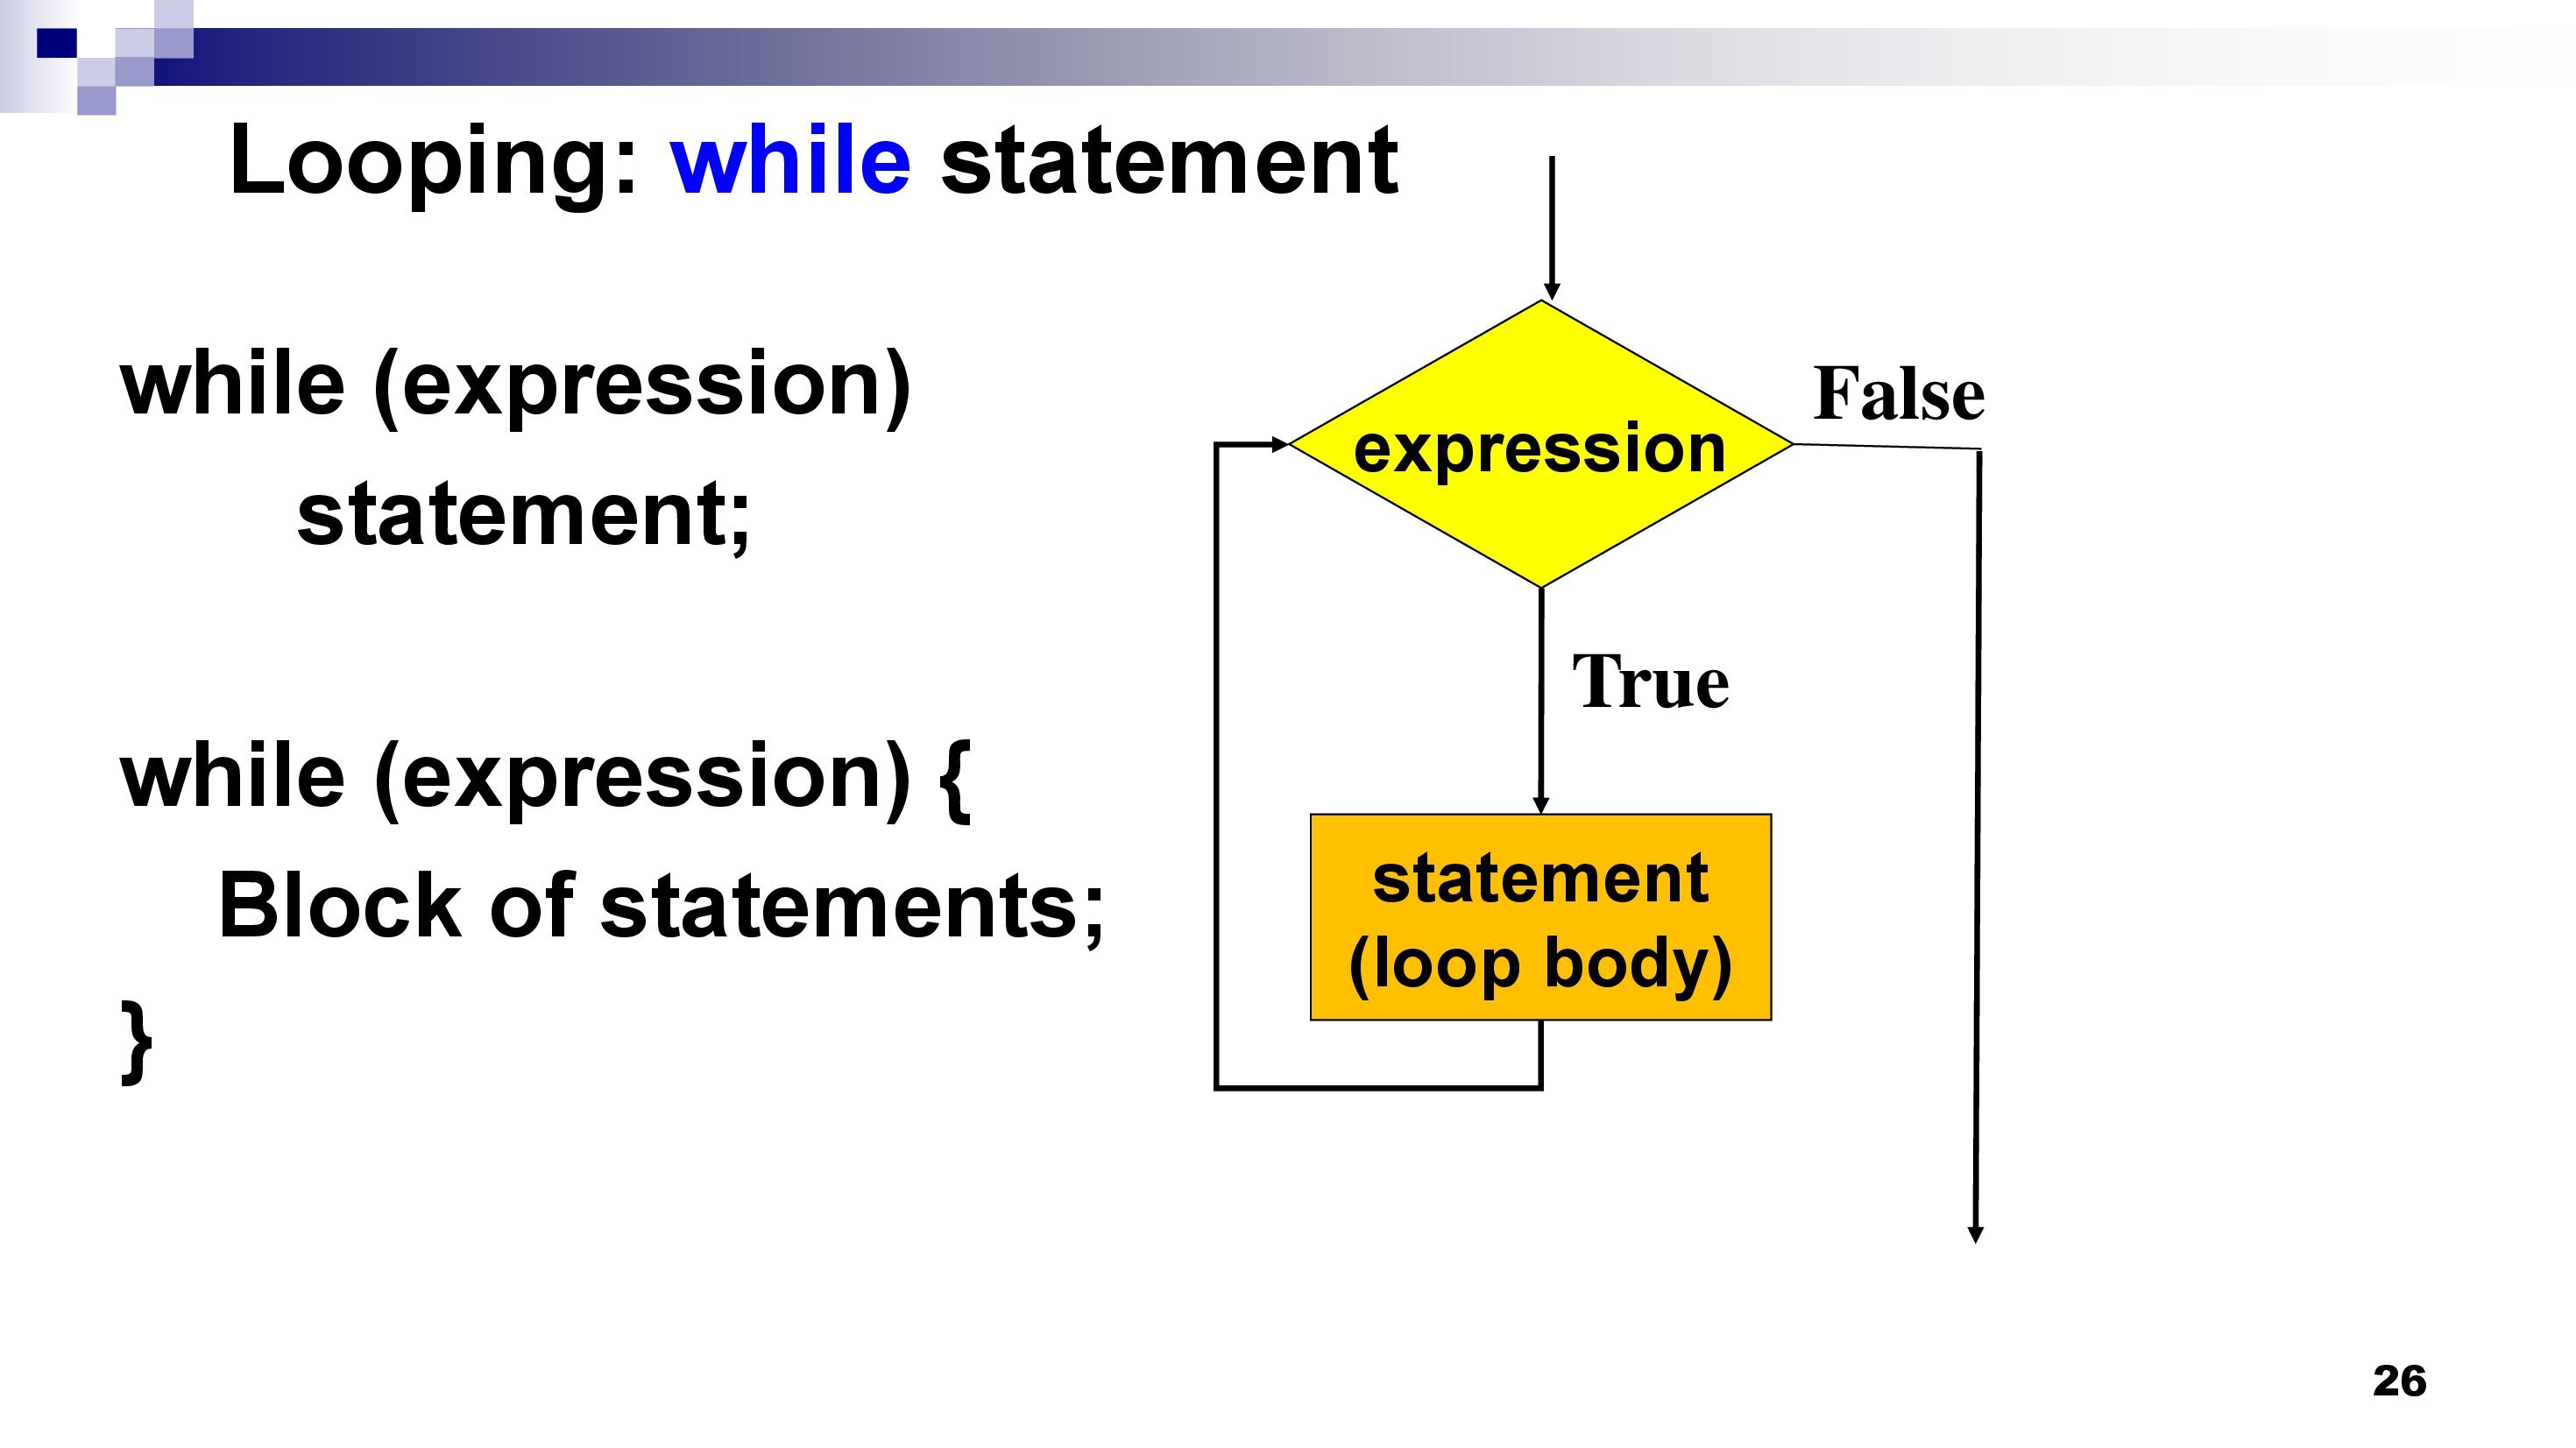 Looping: while statement
while (expression)
statement;
while (expression) {
Block of statements;
}
expression
False
True
statement
(loop body)
26